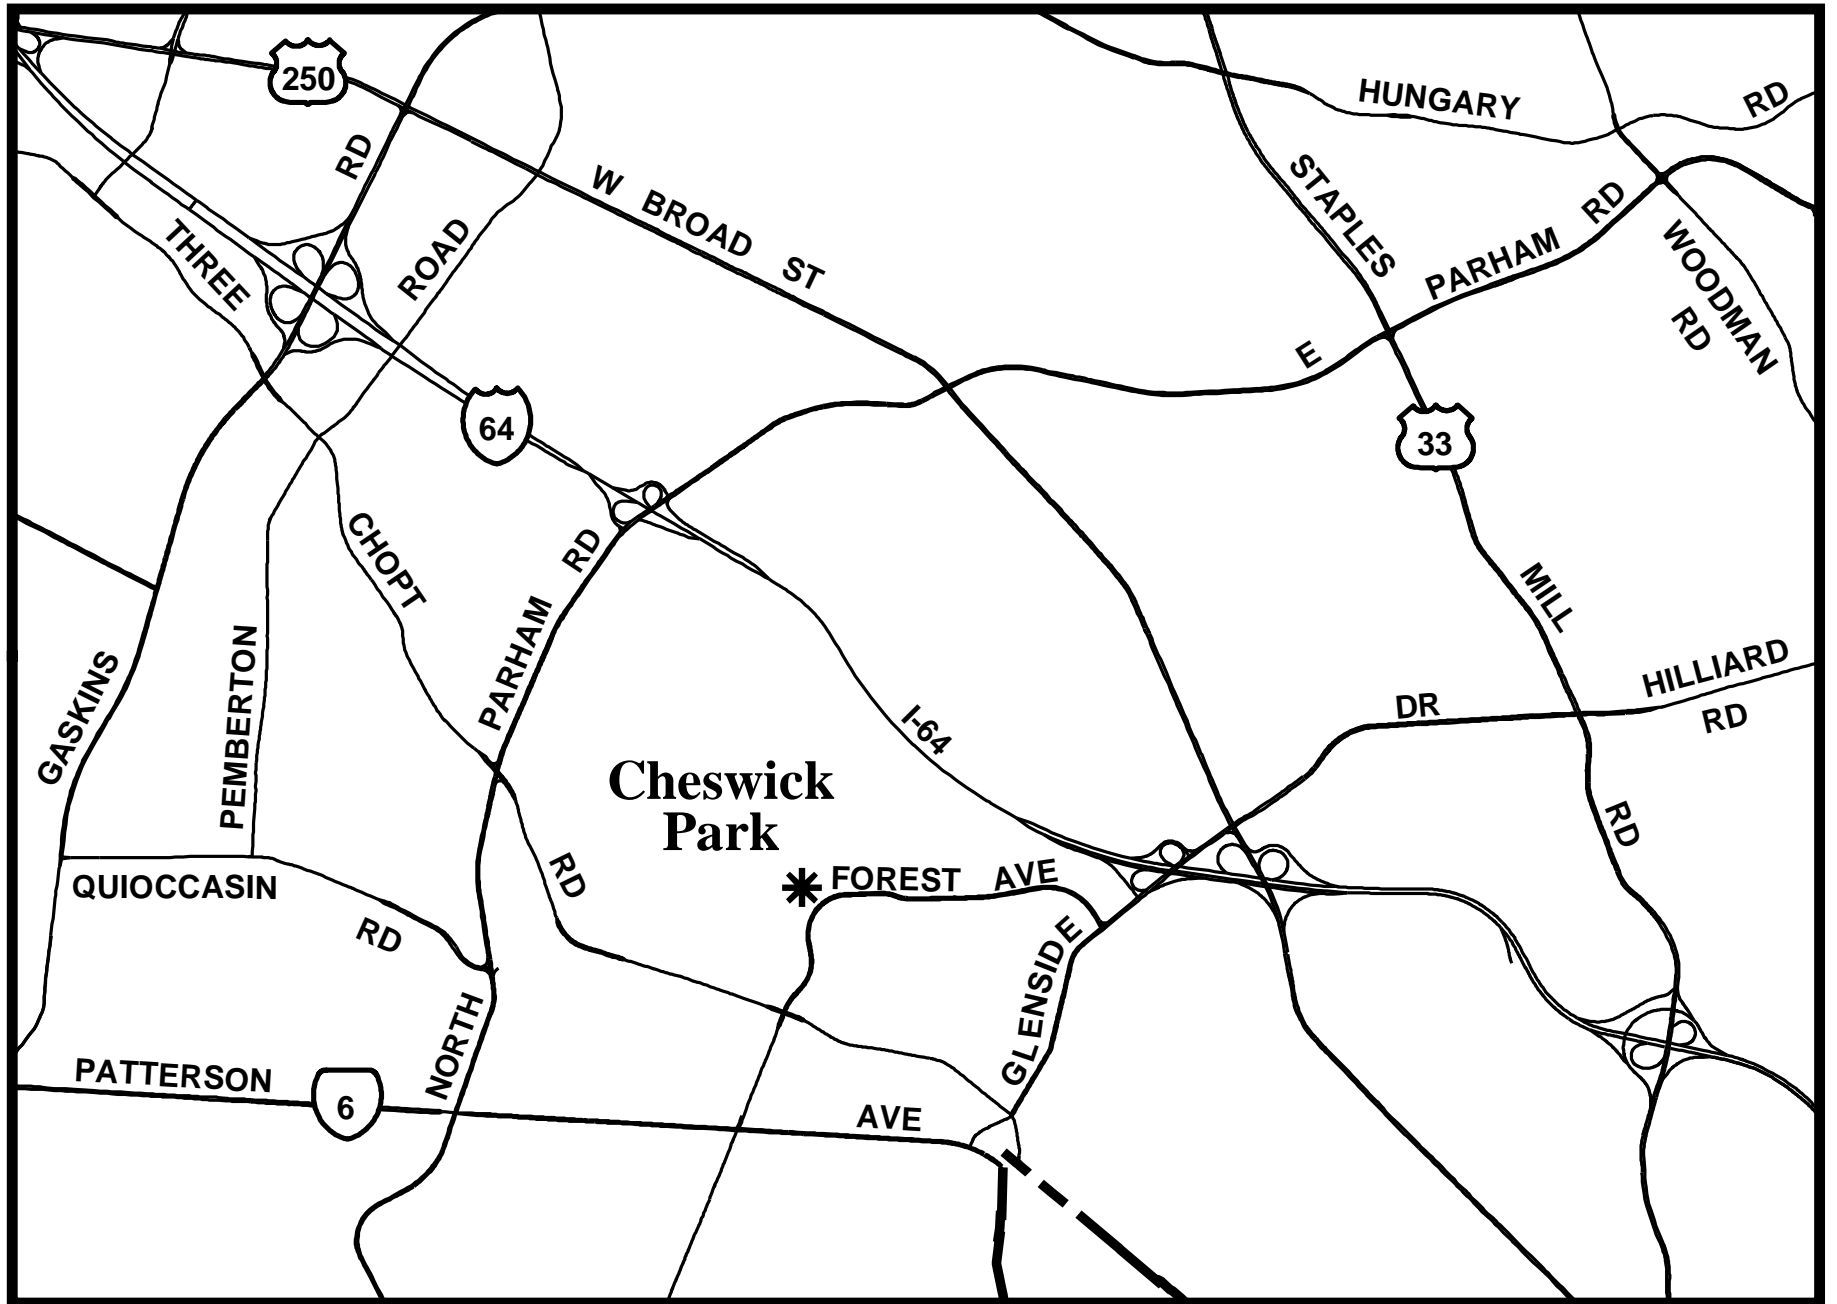 250
HUNGARY RD
RD
W BROAD ST
STAPLES
E PARHAM RD
WOODMAN
RD
THREE
ROAD
64
33
CHOPT
PARHAM RD
MILL
HILLIARD
RD
DR
GASKINS
PEMBERTON
I-64
Cheswick
Park
RD
QUIOCCASIN
RD
RD
FOREST AVE
GLENSIDE
NORTH
PATTERSON
6
AVE